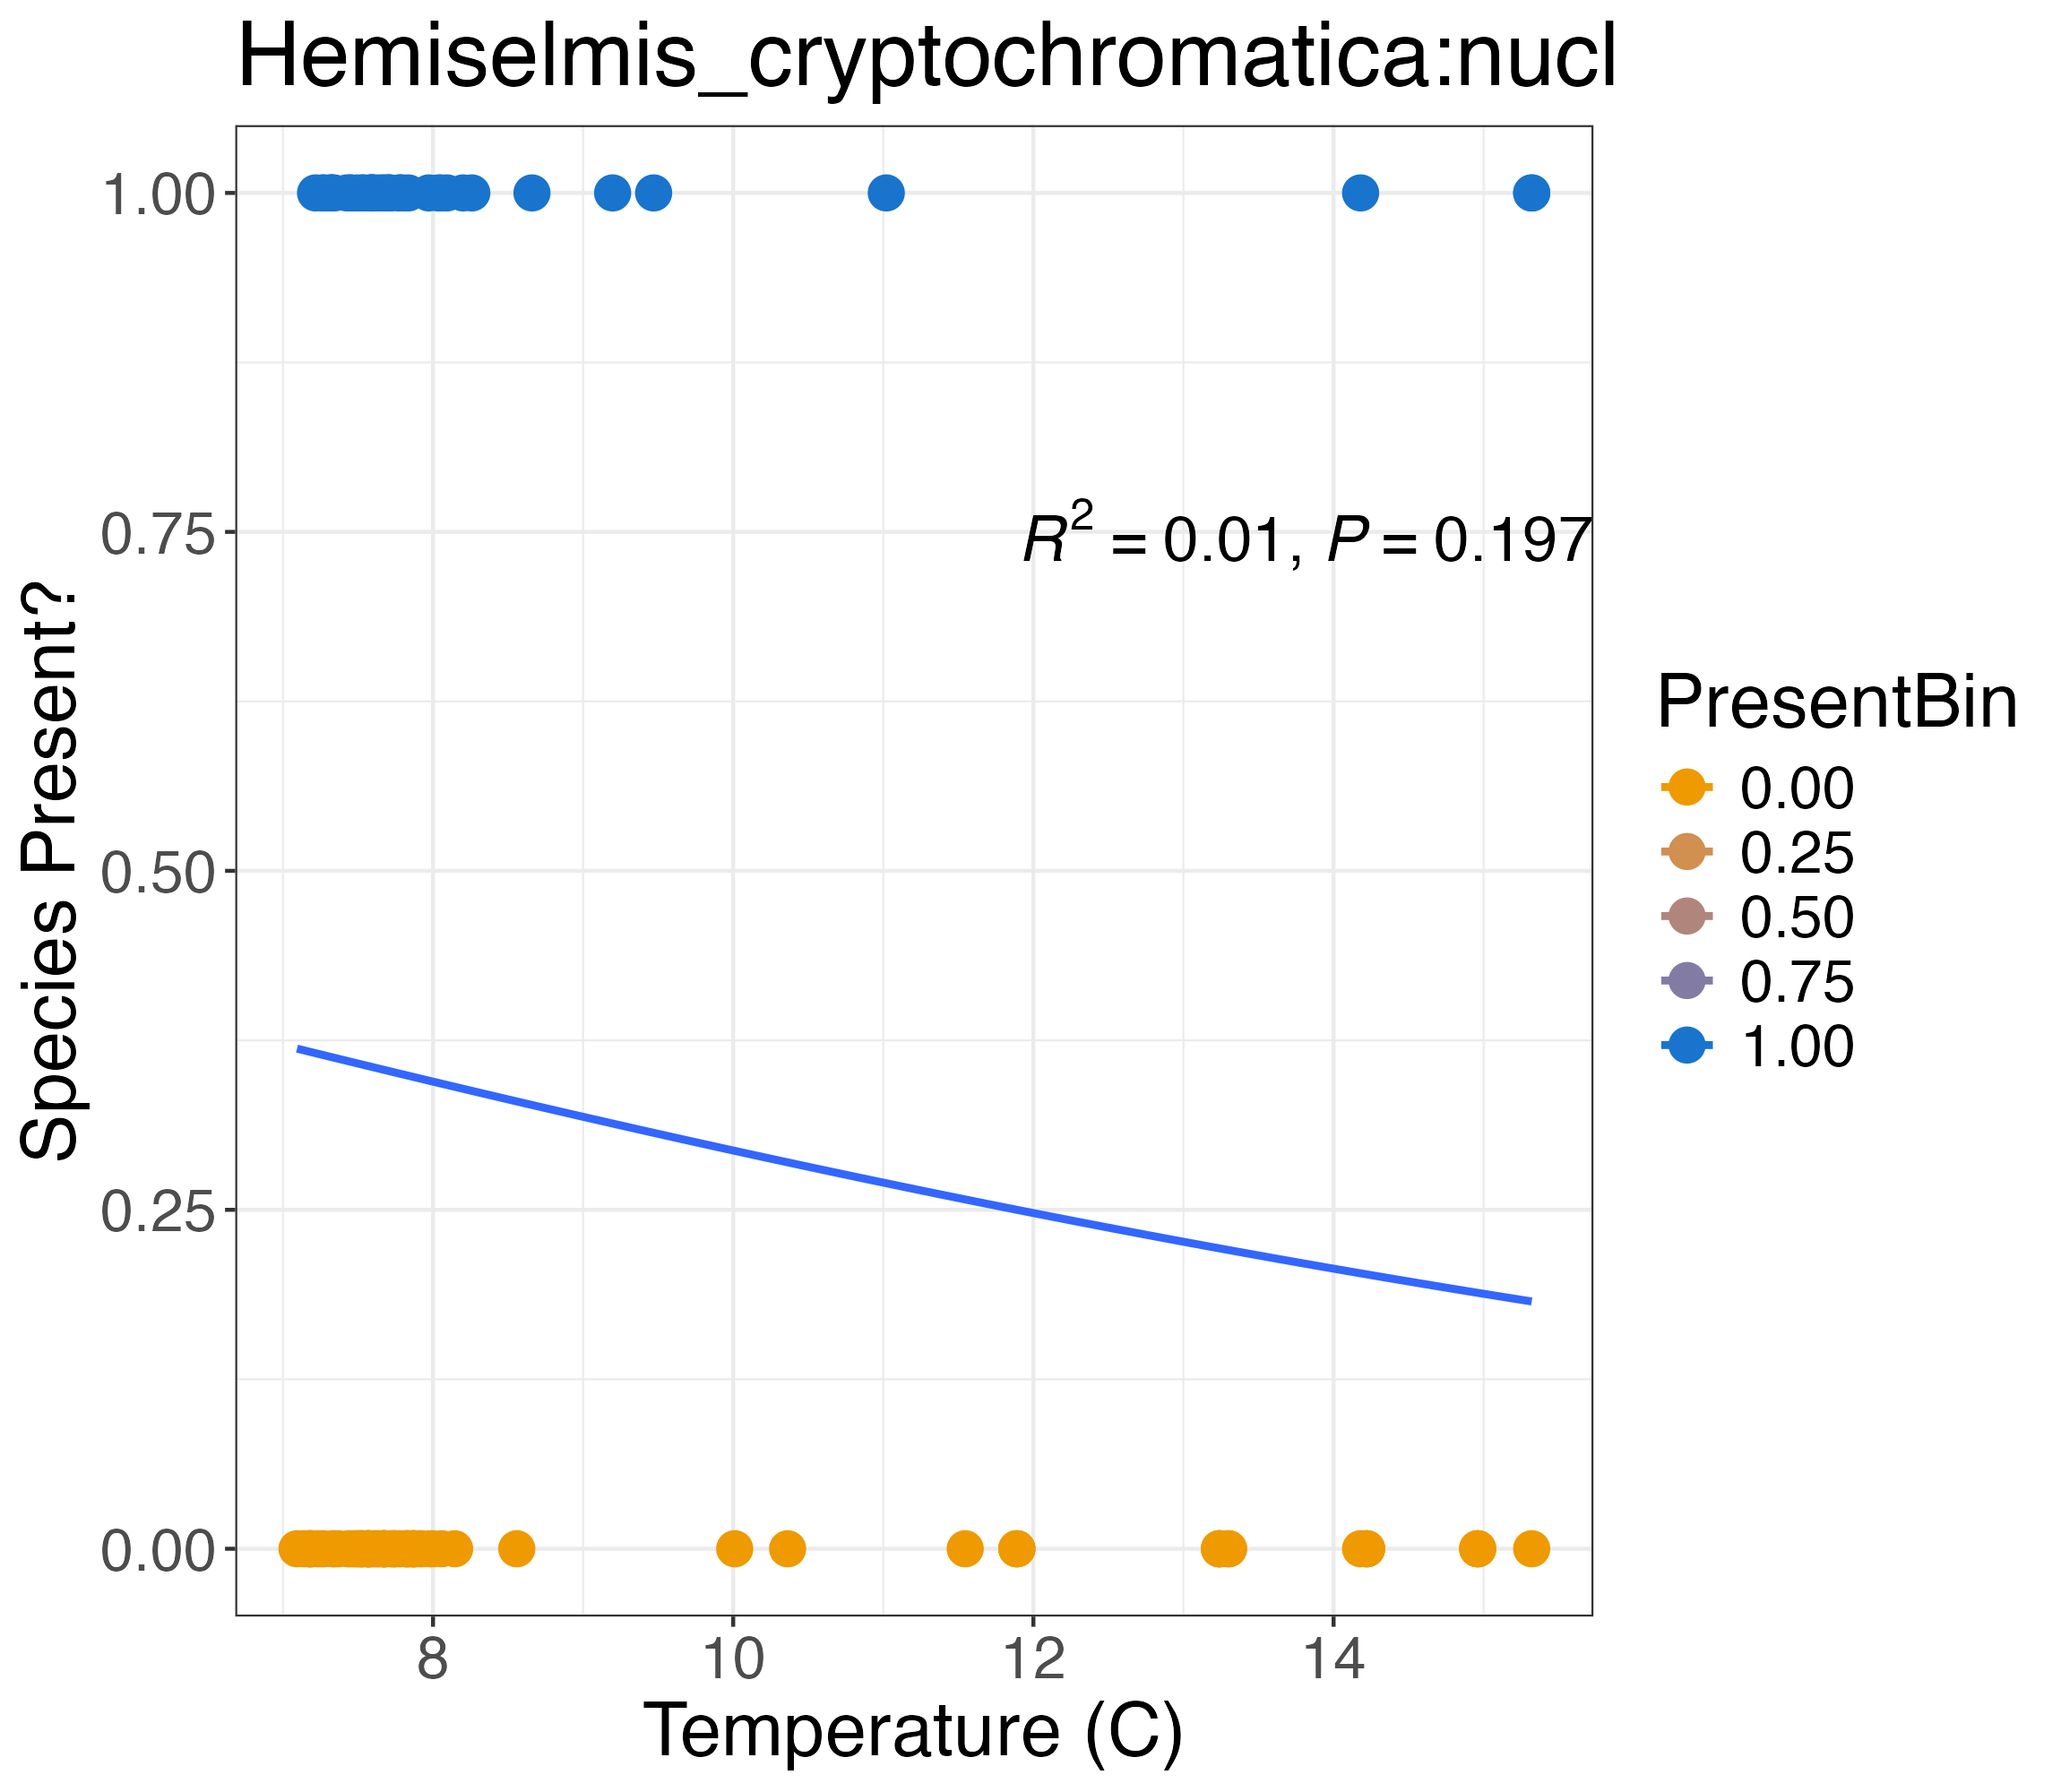 Hemiselmis_cryptochromatica:nucl
1.00
0.75
0.50
0.25
0.00
Species Present?
R² = 0.01, P = 0.197
8 10 12 14
Temperature (C)
PresentBin
0.00
0.25
0.50
0.75
1.00